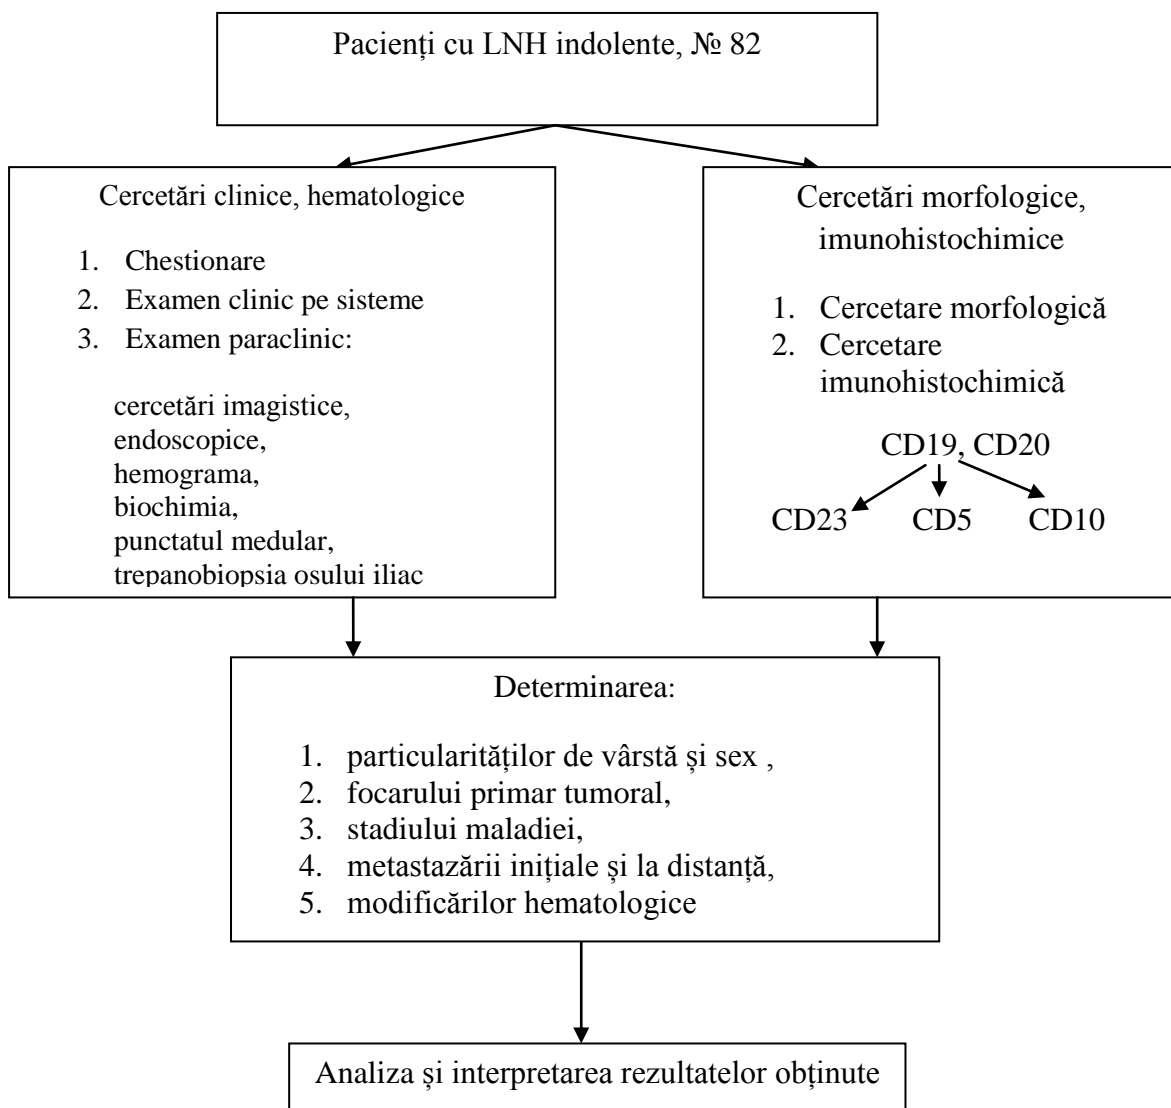 Pacienți cu LNH indolente, № 82
Cercetări clinice, hematologice
1. Chestionare
2. Examen clinic pe sisteme
3. Examen paraclinic:
cercetări imagistice,
endoscopice,
hemograma,
biochimia,
punctatul medular,
trepanobiopsia osului iliac
Cercetări morfologice,
imunohistochimice
1. Cercetare morfologică
2. Cercetare
imunohistochimică
CD19, CD20
CD23 CD5 CD10
Determinarea:
1. particularităților de vârstă și sex ,
2. focarului primar tumoral,
3. stadiului maladiei,
4. metastazării inițiale și la distanță,
5. modificărilor hematologice
Analiza și interpretarea rezultatelor obținute